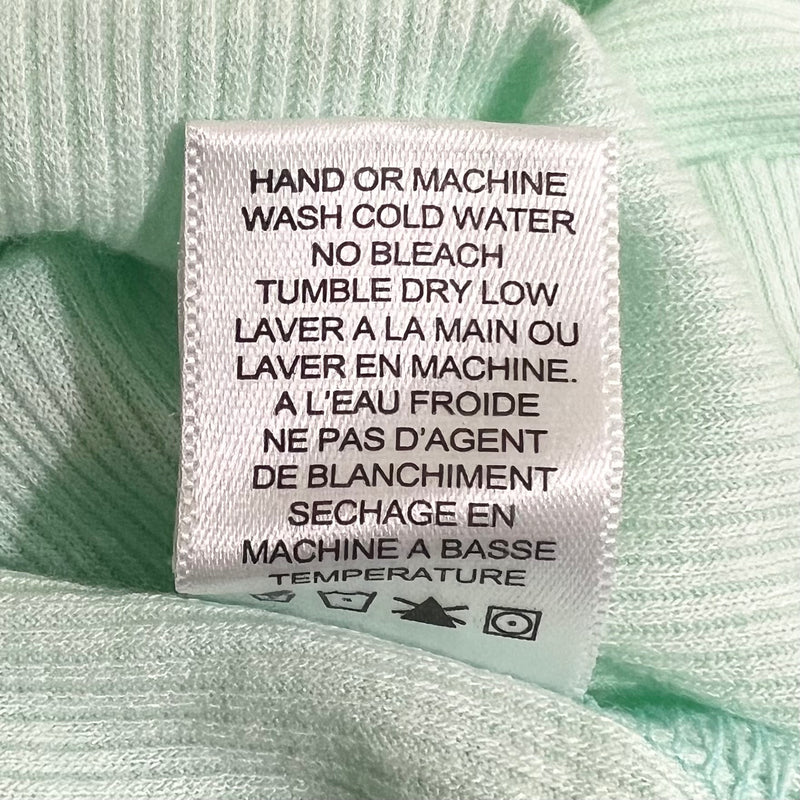 HAND OR MACHINE
WASH COLD WATER
NO BLEACH
TUMBLE DRY LOW
LAVER A LA MAIN OU
LAVER EN MACHINE.
A L'EAU FROIDE
NE PAS D'AGENT
DE BLANCHIMENT
SECHAGE EN
MACHINE A BASSE
TEMPERATURE